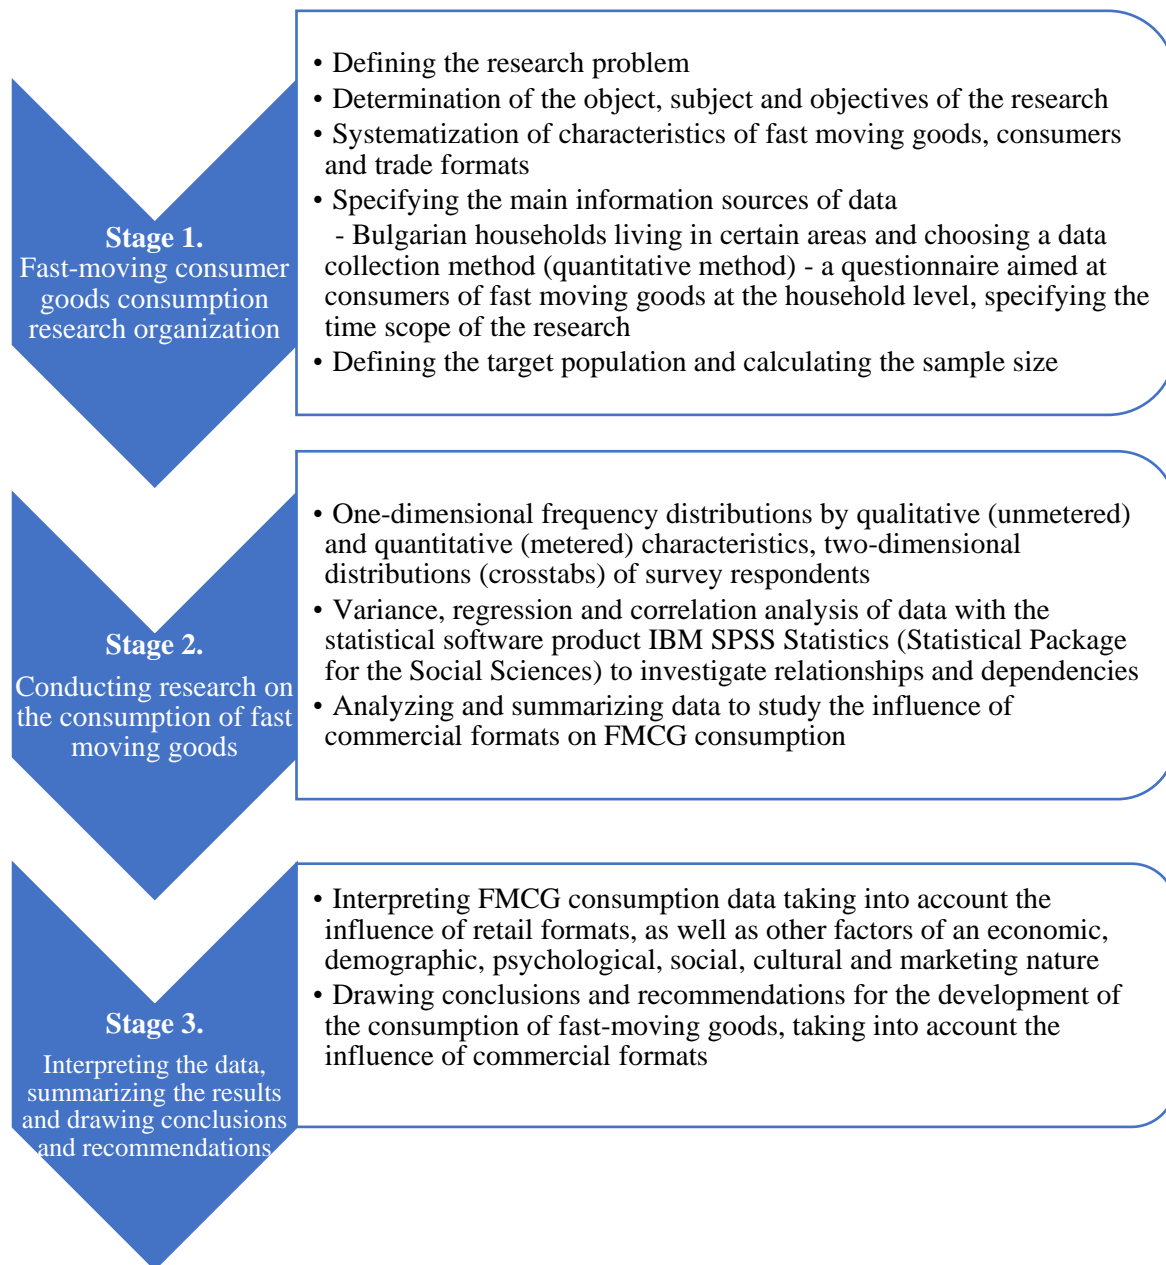 Stage 1.
Fast-moving consumer
goods consumption
research organization
• Defining the research problem
• Determination of the object, subject and objectives of the research
• Systematization of characteristics of fast moving goods, consumers
and trade formats
• Specifying the main information sources of data
- Bulgarian households living in certain areas and choosing a data
collection method (quantitative method) - a questionnaire aimed at
consumers of fast moving goods at the household level, specifying the
time scope of the research
• Defining the target population and calculating the sample size
Stage 2.
Conducting research on
the consumption of fast
moving goods
• One-dimensional frequency distributions by qualitative (unmetered)
and quantitative (metered) characteristics, two-dimensional
distributions (crosstabs) of survey respondents
• Variance, regression and correlation analysis of data with the
statistical software product IBM SPSS Statistics (Statistical Package
for the Social Sciences) to investigate relationships and dependencies
• Analyzing and summarizing data to study the influence of
commercial formats on FMCG consumption
Stage 3.
Interpreting the data,
summarizing the results
and drawing conclusions
and recommendations
• Interpreting FMCG consumption data taking into account the
influence of retail formats, as well as other factors of an economic,
demographic, psychological, social, cultural and marketing nature
• Drawing conclusions and recommendations for the development of
the consumption of fast-moving goods, taking into account the
influence of commercial formats